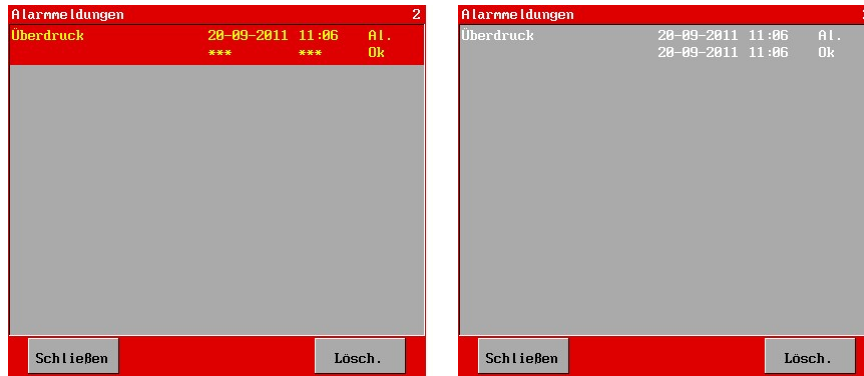 Alarmmeldungen 2
Überdruck 20-09-2011 11:06 Al.
*** *** Ok
Schließen Lösch.
Alarmmeldungen
Überdruck 20-09-2011 11:06 Al.
20-09-2011 11:06 Ok
Schließen Lösch.